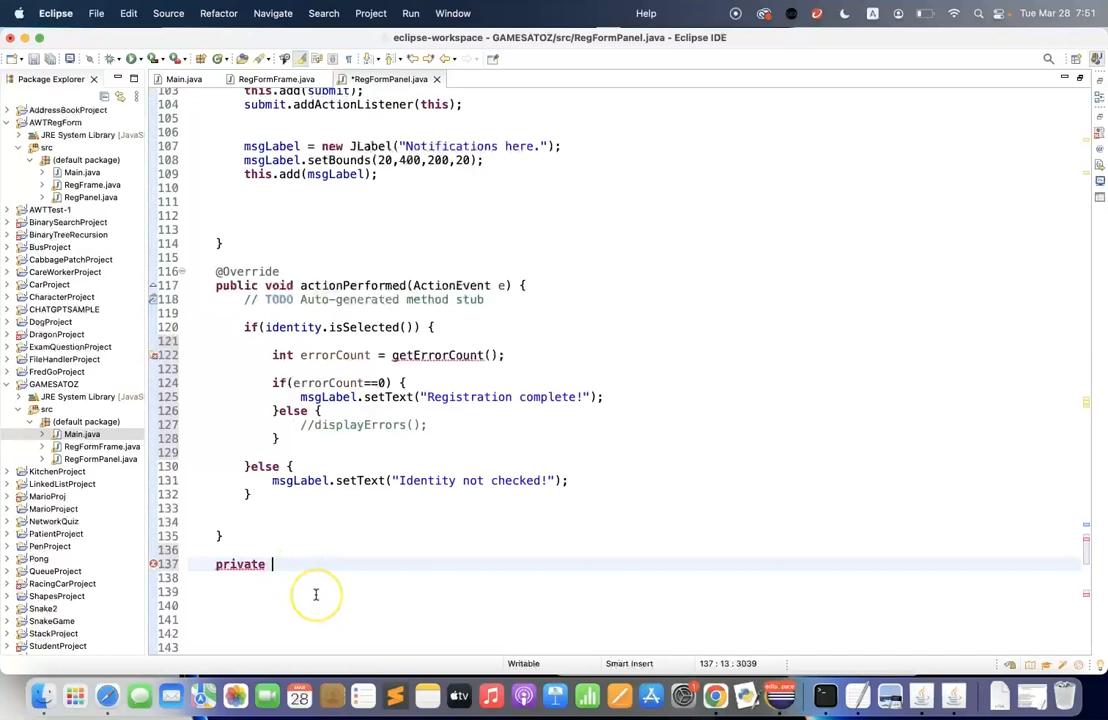 Eclipse File Edit Source Refactor Navigate Search Project Run Window Help Tue Mar 28 7:51
eclipse-workspace - GAMESATOZ/src/RegFormPanel.java - Eclipse IDE
Package Explorer
Main.java RegFormFrame.java *RegFormPanel.java
AddressBookProject
AWTRegForm
JRE System Library [JavaS
src
(default package)
Main.java
RegFrame.java
RegPanel.java
AWTTest-1
BinarySearchProject
BinaryTreeRecursion
BusProject
CabbagePatchProject
CareWorkerProject
CarProject
CharacterProject
CHATGPTSAMPLE
DogProject
DragonProject
ExamQuestionProject
FileHandlerProject
FredGoProject
GAMESATOZ
JRE System Library [JavaS
src
(default package)
Main.java
RegFormFrame.java
RegFormPanel.java
KitchenProject
LinkedListProject
MarioProj
MarioProject
NetworkQuiz
PatientProject
PenProject
Pong
QueueProject
RacingCarProject
ShapesProject
Snake2
SnakeGame
StackProject
StudentProject
103 this.add(submit);
104 submit.addActionListener(this);
105
106
107 msgLabel = new JLabel("Notifications here.");
108 msgLabel.setBounds(20,400,200,20);
109 this.add(msgLabel);
110
111
112
113
114 }
115
116 @Override
117 public void actionPerformed(ActionEvent e) {
118 // TODO Auto-generated method stub
119
120 if(identity.isSelected()) {
121
122 int errorCount = getErrorCount();
123
124 if(errorCount==0) {
125 msgLabel.setText("Registration complete!");
126 }else {
127 //displayErrors();
128 }
129
130 }else {
131 msgLabel.setText("Identity not checked!");
132 }
133
134
135 }
136
137 private
138
139
140
141
142
143
Writable Smart Insert 137 : 13 : 3039